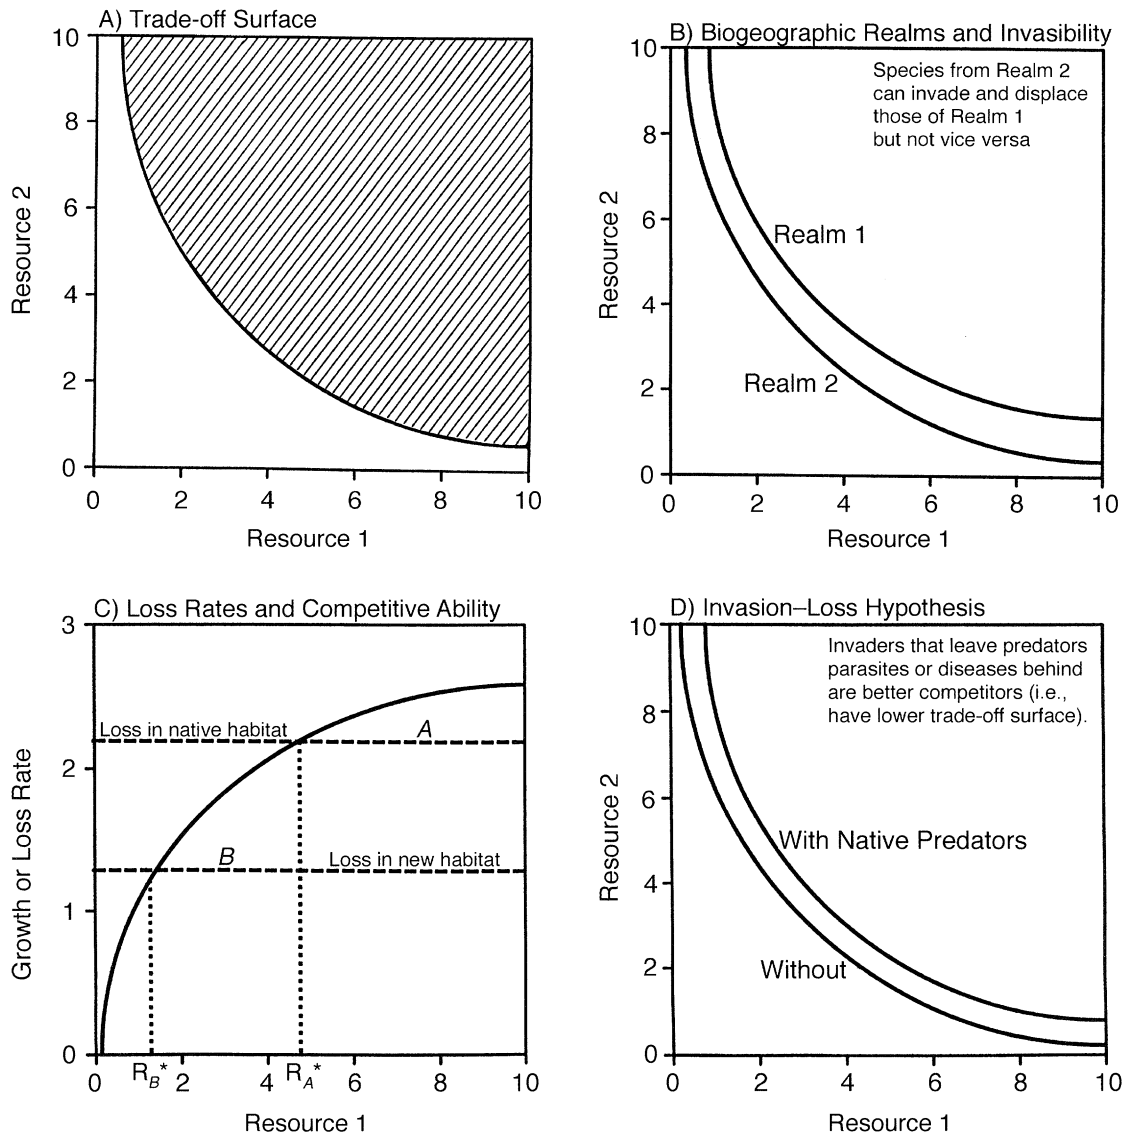 A) Trade-off Surface
10
8
6
4
2
0
Resource 2
0 2 4 6 8 10
Resource 1
B) Biogeographic Realms and Invasibility
10
8
6
4
2
0
Resource 2
Species from Realm 2
can invade and displace
those of Realm 1
but not vice versa
Realm 1
Realm 2
0 2 4 6 8 10
Resource 1
C) Loss Rates and Competitive Ability
3
2
1
0
Growth or Loss Rate
Loss in native habitat
A
B
Loss in new habitat
0 R_B* 2 4 R_A* 6 8 10
Resource 1
D) Invasion–Loss Hypothesis
10
8
6
4
2
0
Resource 2
Invaders that leave predators
parasites or diseases behind
are better competitors (i.e.,
have lower trade-off surface).
With Native Predators
Without
0 2 4 6 8 10
Resource 1